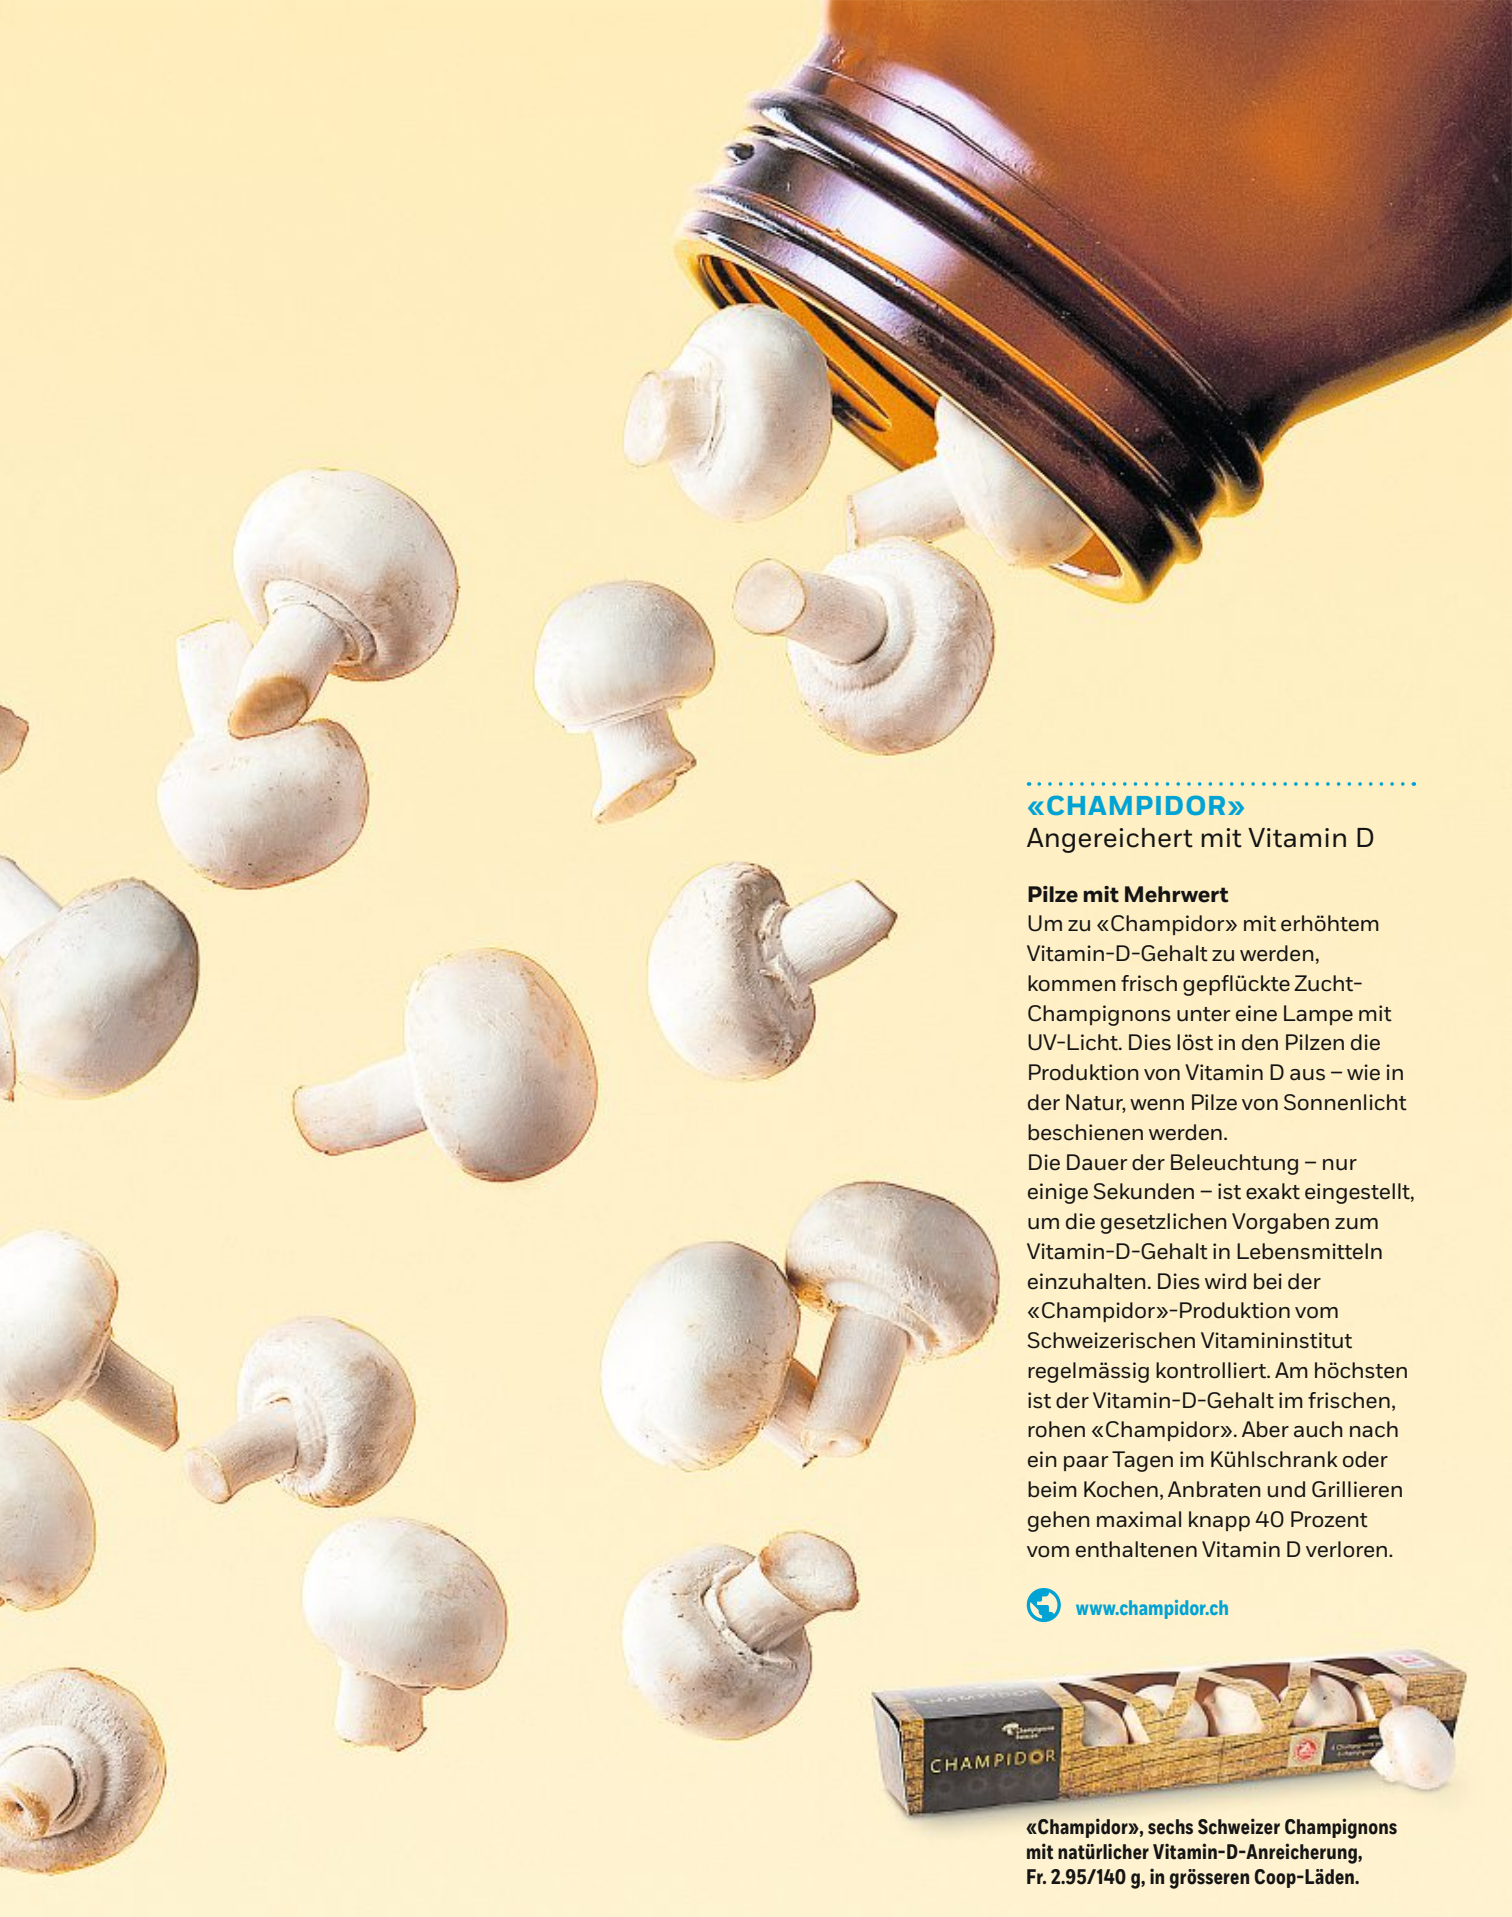 «CHAMPIDOR»
Angereichert mit Vitamin D
Pilze mit Mehrwert
Um zu «Champidor» mit erhöhtem
Vitamin-D-Gehalt zu werden,
kommen frisch gepflückte Zucht-
Champignons unter eine Lampe mit
UV-Licht. Dies löst in den Pilzen die
Produktion von Vitamin D aus – wie in
der Natur, wenn Pilze von Sonnenlicht
beschienen werden.
Die Dauer der Beleuchtung – nur
einige Sekunden – ist exakt eingestellt,
um die gesetzlichen Vorgaben zum
Vitamin-D-Gehalt in Lebensmitteln
einzuhalten. Dies wird bei der
«Champidor»-Produktion vom
Schweizerischen Vitamininstitut
regelmässig kontrolliert. Am höchsten
ist der Vitamin-D-Gehalt im frischen,
rohen «Champidor». Aber auch nach
ein paar Tagen im Kühlschrank oder
beim Kochen, Anbraten und Grillieren
gehen maximal knapp 40 Prozent
vom enthaltenen Vitamin D verloren.
www.champidor.ch
CHAMPIDOR
CHAMPIDOR
«Champidor», sechs Schweizer Champignons
mit natürlicher Vitamin-D-Anreicherung,
Fr. 2.95/140 g, in grösseren Coop-Läden.